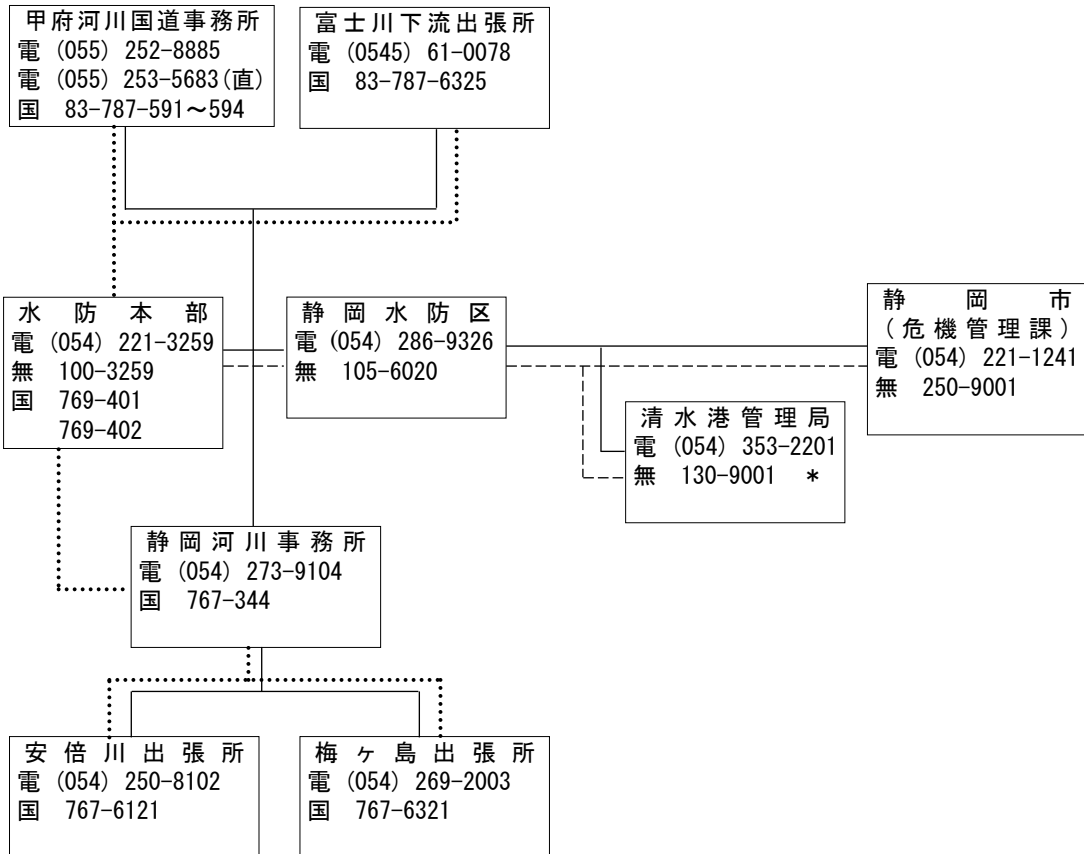 甲府河川国道事務所
電 (055) 252-8885
電 (055) 253-5683(直)
国 83-787-591～594
富士川下流出張所
電 (0545) 61-0078
国 83-787-6325
水防本部
電 (054) 221-3259
無 100-3259
国 769-401
769-402
静岡水防区
電 (054) 286-9326
無 105-6020
静岡市
(危機管理課)
電 (054) 221-1241
無 250-9001
清水港管理局
電 (054) 353-2201
無 130-9001 *
静岡河川事務所
電 (054) 273-9104
国 767-344
安倍川出張所
電 (054) 250-8102
国 767-6121
梅ヶ島出張所
電 (054) 269-2003
国 767-6321